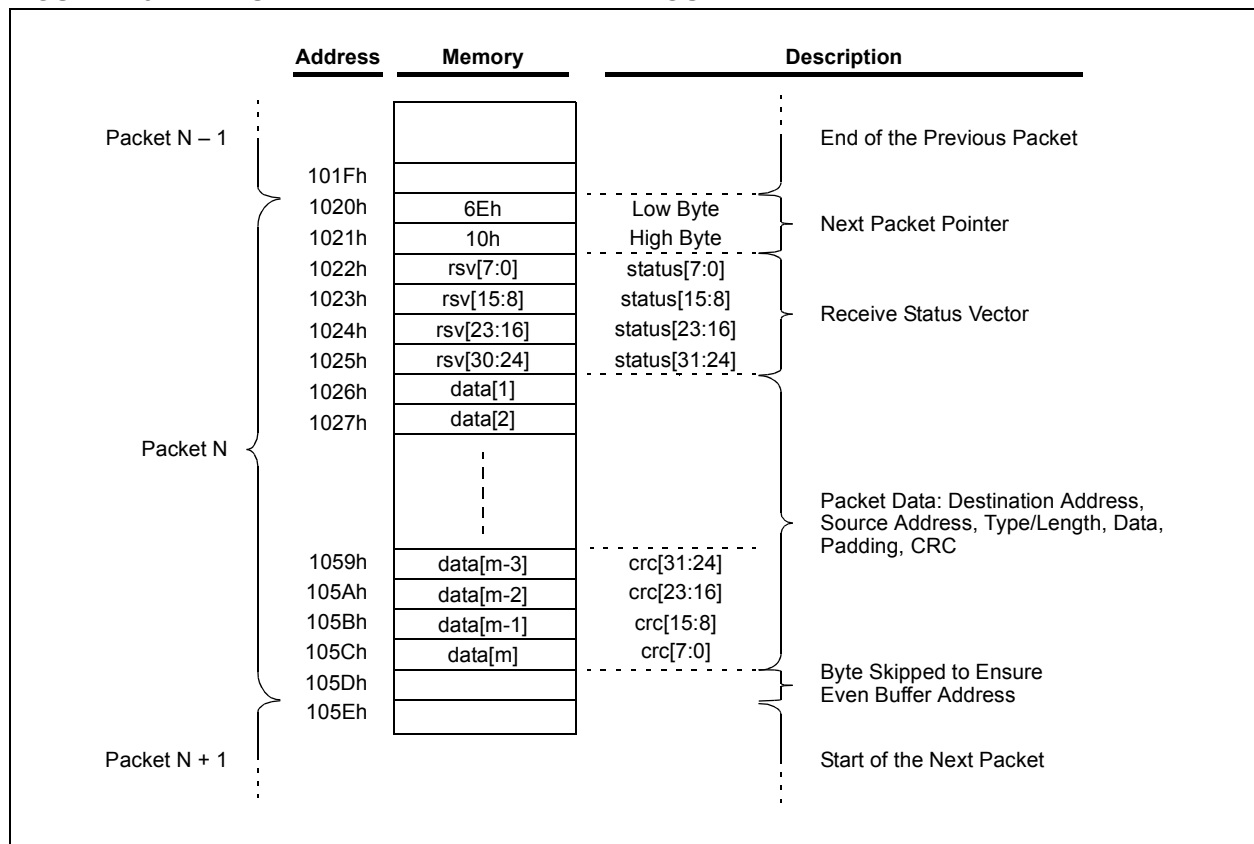 Address Memory Description
Packet N – 1 End of the Previous Packet
101Fh
1020h 6Eh Low Byte
Next Packet Pointer
1021h 10h High Byte
1022h rsv[7:0] status[7:0]
1023h rsv[15:8] status[15:8]
Receive Status Vector
1024h rsv[23:16] status[23:16]
1025h rsv[30:24] status[31:24]
1026h data[1]
1027h data[2]
Packet N
Packet Data: Destination Address,
Source Address, Type/Length, Data,
Padding, CRC
1059h data[m-3] crc[31:24]
105Ah data[m-2] crc[23:16]
105Bh data[m-1] crc[15:8]
105Ch data[m] crc[7:0]
105Dh
Byte Skipped to Ensure
Even Buffer Address
105Eh
Packet N + 1 Start of the Next Packet